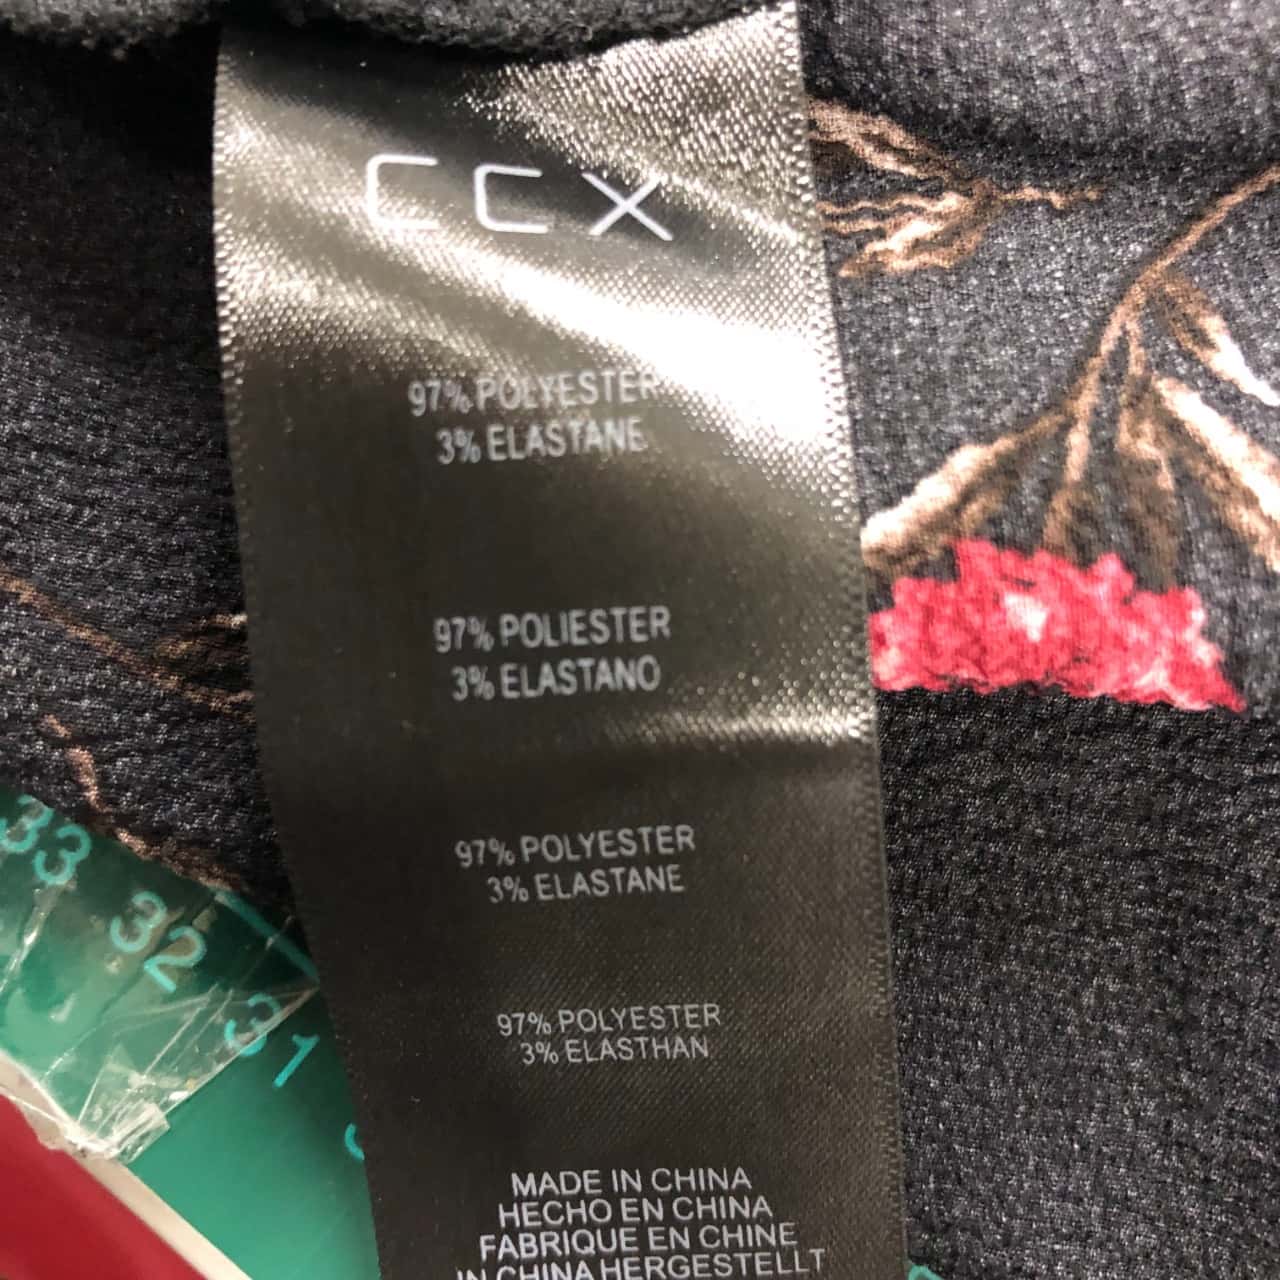 CCX
97% POLYESTER
3% ELASTANE
97% POLIESTER
3% ELASTANO
97% POLYESTER
3% ELASTANE
97% POLYESTER
3% ELASTHAN
MADE IN CHINA
HECHO EN CHINA
FABRIQUE EN CHINE
IN CHINA HERGESTELLT
33
32
31